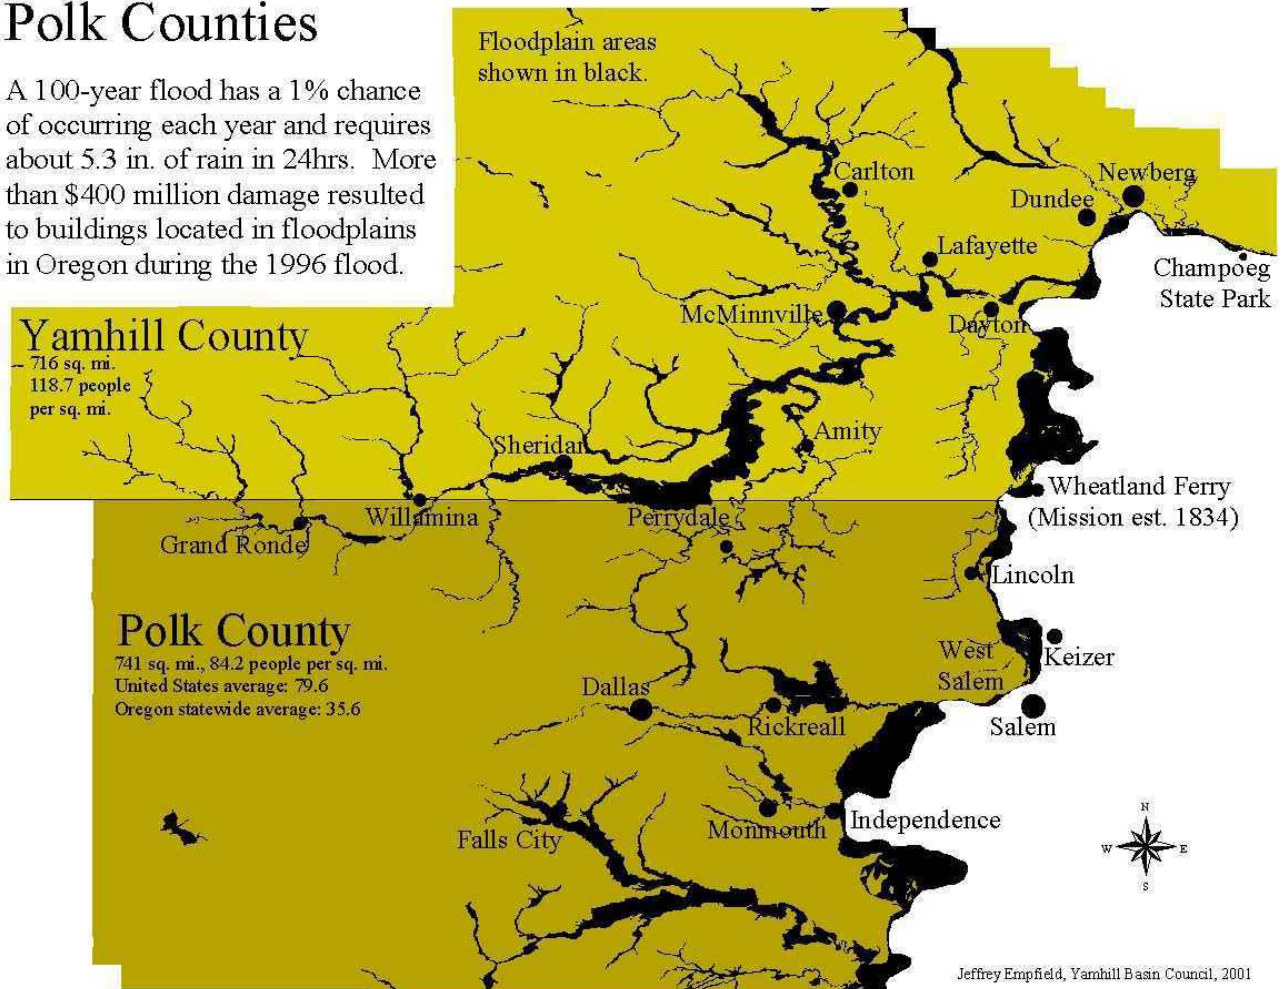 Polk Counties
A 100-year flood has a 1% chance
of occurring each year and requires
about 5.3 in. of rain in 24hrs.  More
than $400 million damage resulted
to buildings located in floodplains
in Oregon during the 1996 flood.
Floodplain areas
shown in black.
Carlton
Newberg
Dundee
Lafayette
Champoeg
State Park
McMinnville
Dayton
Yamhill County
716 sq. mi.
118.7 people
per sq. mi.
Amity
Sheridan
Wheatland Ferry
(Mission est. 1834)
Willamina
Perrydale
Grand Ronde
Lincoln
Polk County
741 sq. mi., 84.2 people per sq. mi.
United States average: 79.6
Oregon statewide average: 35.6
West
Salem
Keizer
Dallas
Rickreall
Salem
Independence
Monmouth
Falls City
N
W
E
S
Jeffrey Empfield, Yamhill Basin Council, 2001